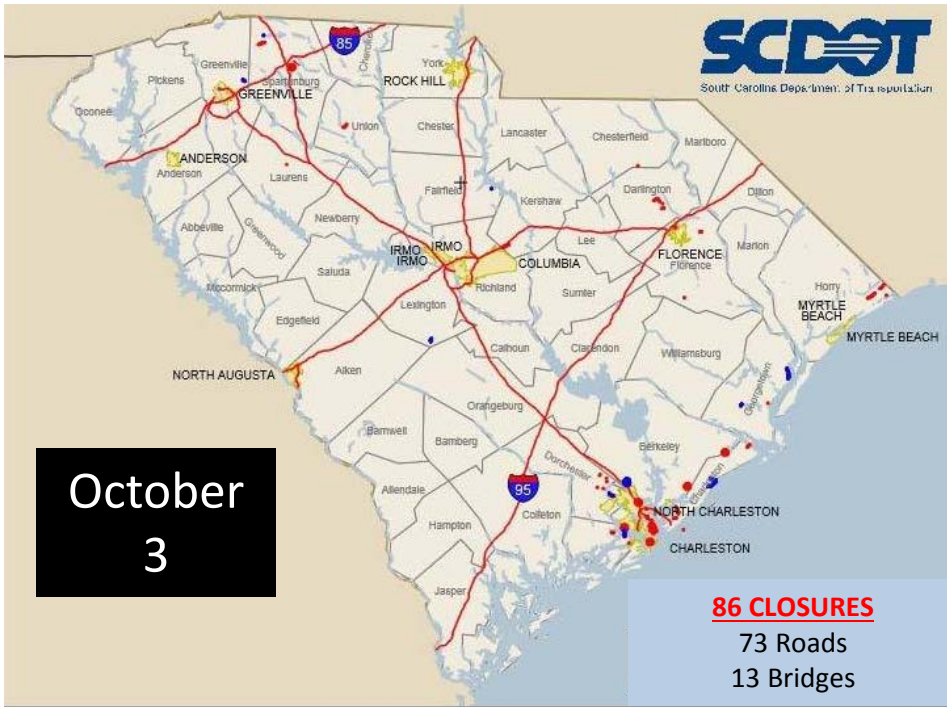 SCDOT
South Carolina Department of Transportation
85
Cherokee
York
ROCK HILL
Greenville
Spartanburg
GREENVILLE
Pickens
Oconee
Union
Chester
Lancaster
Chesterfield
Marlboro
ANDERSON
Anderson
Laurens
Fairfield
Kershaw
Darlington
Dillon
Abbeville
Greenwood
Newberry
IRMO
IRMO
IRMO
COLUMBIA
Lee
FLORENCE
Florence
Marion
Mccormick
Saluda
Lexington
Richland
Sumter
Horry
MYRTLE
BEACH
MYRTLE BEACH
Edgefield
NORTH AUGUSTA
Aiken
Calhoun
Clarendon
Williamsburg
Georgetown
Orangeburg
Barnwell
Bamberg
Berkeley
Dorchester
Charleston
Allendale
95
Colleton
NORTH CHARLESTON
Hampton
CHARLESTON
Jasper
October
3
86 CLOSURES
73 Roads
13 Bridges